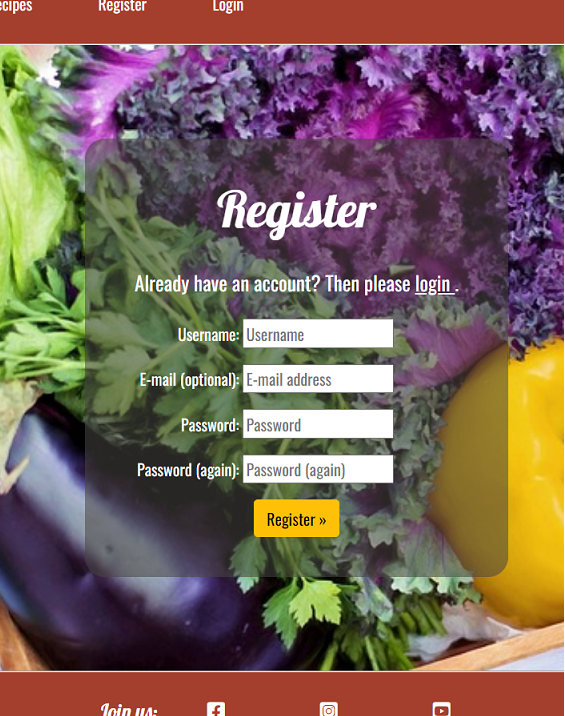 Register Login
Register
Already have an account? Then please login .
Username: Username
E-mail (optional): E-mail address
Password: Password
Password (again): Password (again)
Register »
Join us: